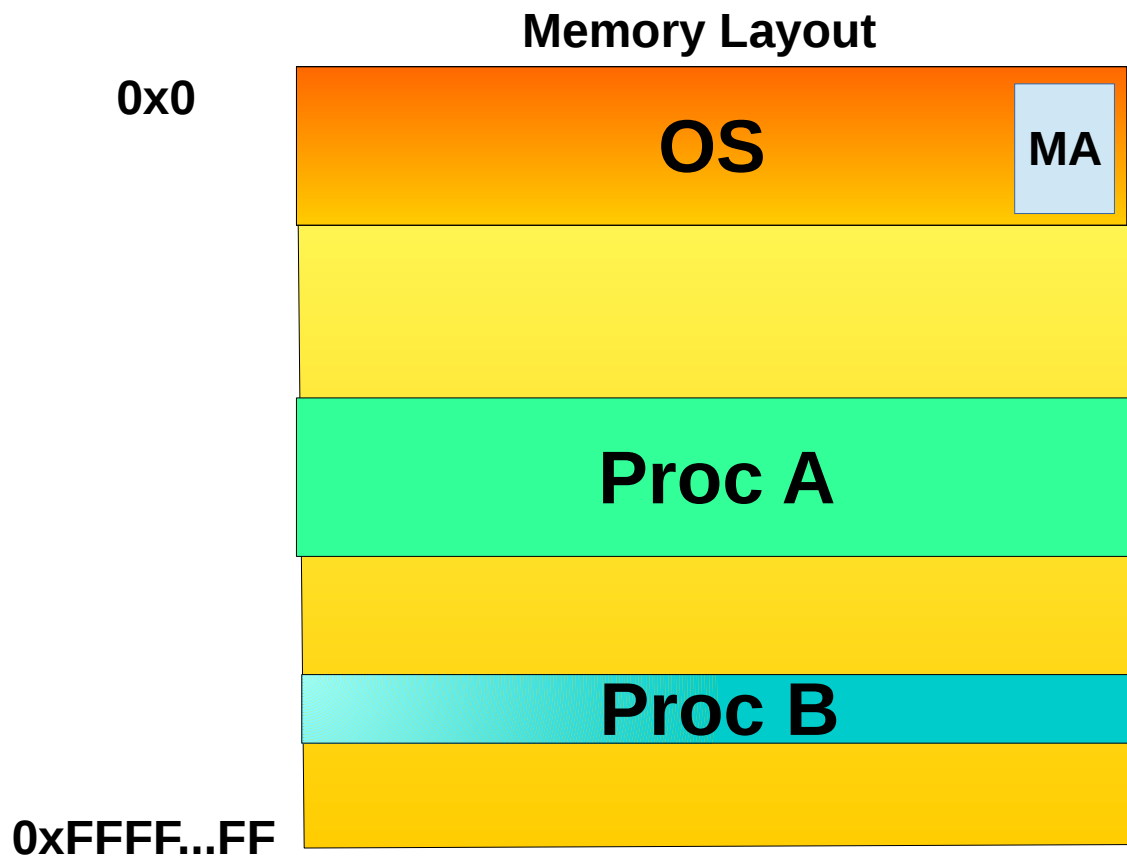 Memory Layout
0x0
OS
MA
Proc A
Proc B
0xFFFF...FF